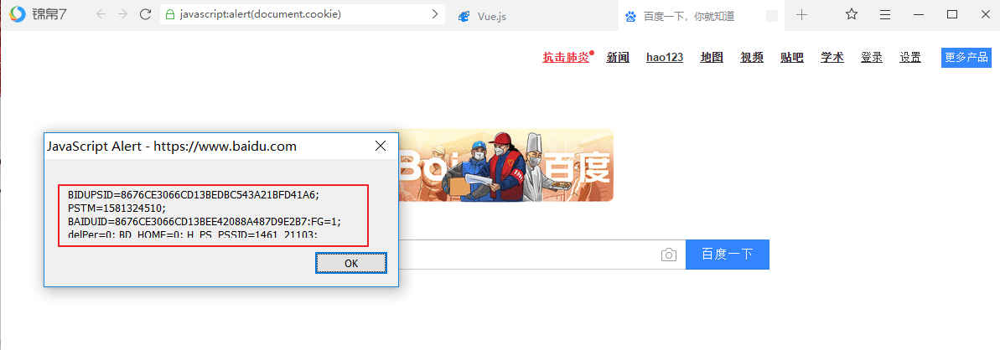 锦帛7
javascript:alert(document.cookie)
Vue.js
百度一下，你就知道
抗击肺炎 新闻 hao123 地图 视频 贴吧 学术 登录 设置 更多产品
Bai 百度
JavaScript Alert - https://www.baidu.com
BIDUPSID=8676CE3066CD13BEDBC543A21BFD41A6;
PSTM=1581324510;
BAIDUID=8676CE3066CD13BEE42088A487D9E2B7:FG=1;
delPer=0; BD_HOME=0; H_PS_PSSID=1461_21103;
OK
百度一下